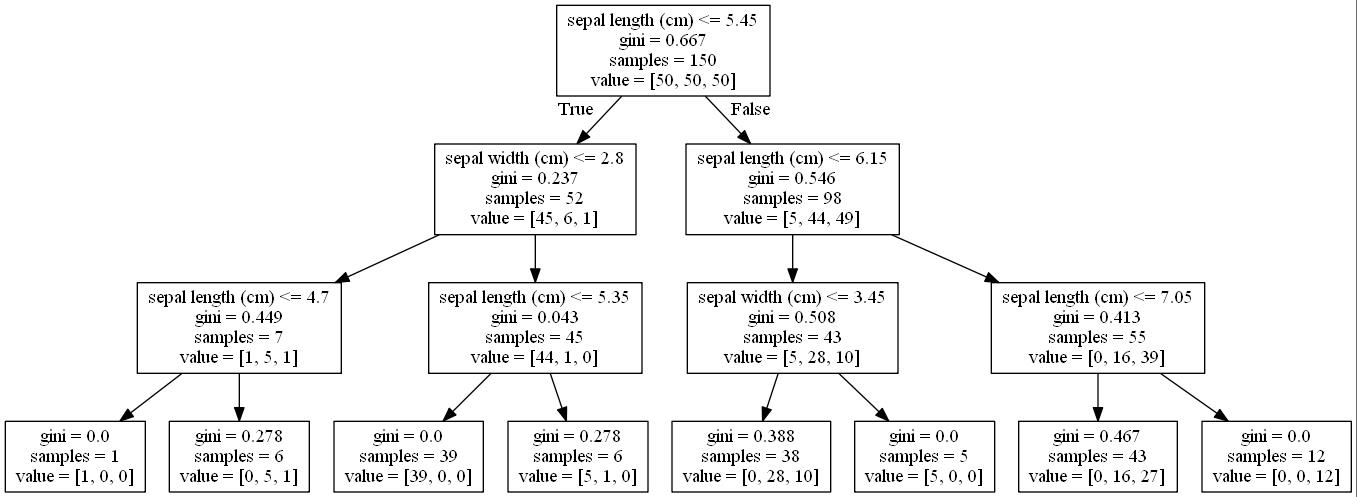 sepal length (cm) <= 5.45
gini = 0.667
samples = 150
value = [50, 50, 50]
True
False
sepal width (cm) <= 2.8
gini = 0.237
samples = 52
value = [45, 6, 1]
sepal length (cm) <= 6.15
gini = 0.546
samples = 98
value = [5, 44, 49]
sepal length (cm) <= 4.7
gini = 0.449
samples = 7
value = [1, 5, 1]
sepal length (cm) <= 5.35
gini = 0.043
samples = 45
value = [44, 1, 0]
sepal width (cm) <= 3.45
gini = 0.508
samples = 43
value = [5, 28, 10]
sepal length (cm) <= 7.05
gini = 0.413
samples = 55
value = [0, 16, 39]
gini = 0.0
samples = 1
value = [1, 0, 0]
gini = 0.278
samples = 6
value = [0, 5, 1]
gini = 0.0
samples = 39
value = [39, 0, 0]
gini = 0.278
samples = 6
value = [5, 1, 0]
gini = 0.388
samples = 38
value = [0, 28, 10]
gini = 0.0
samples = 5
value = [5, 0, 0]
gini = 0.467
samples = 43
value = [0, 16, 27]
gini = 0.0
samples = 12
value = [0, 0, 12]